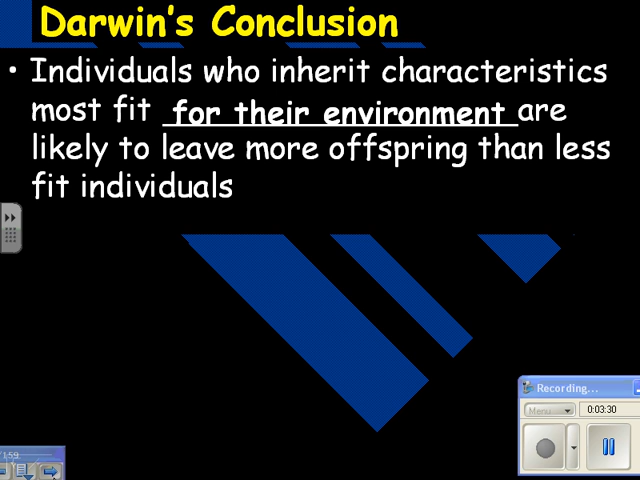 Darwin's Conclusion
• Individuals who inherit characteristics
most fit for their environment are
likely to leave more offspring than less
fit individuals
Recording...
Menu
0:03:30
159